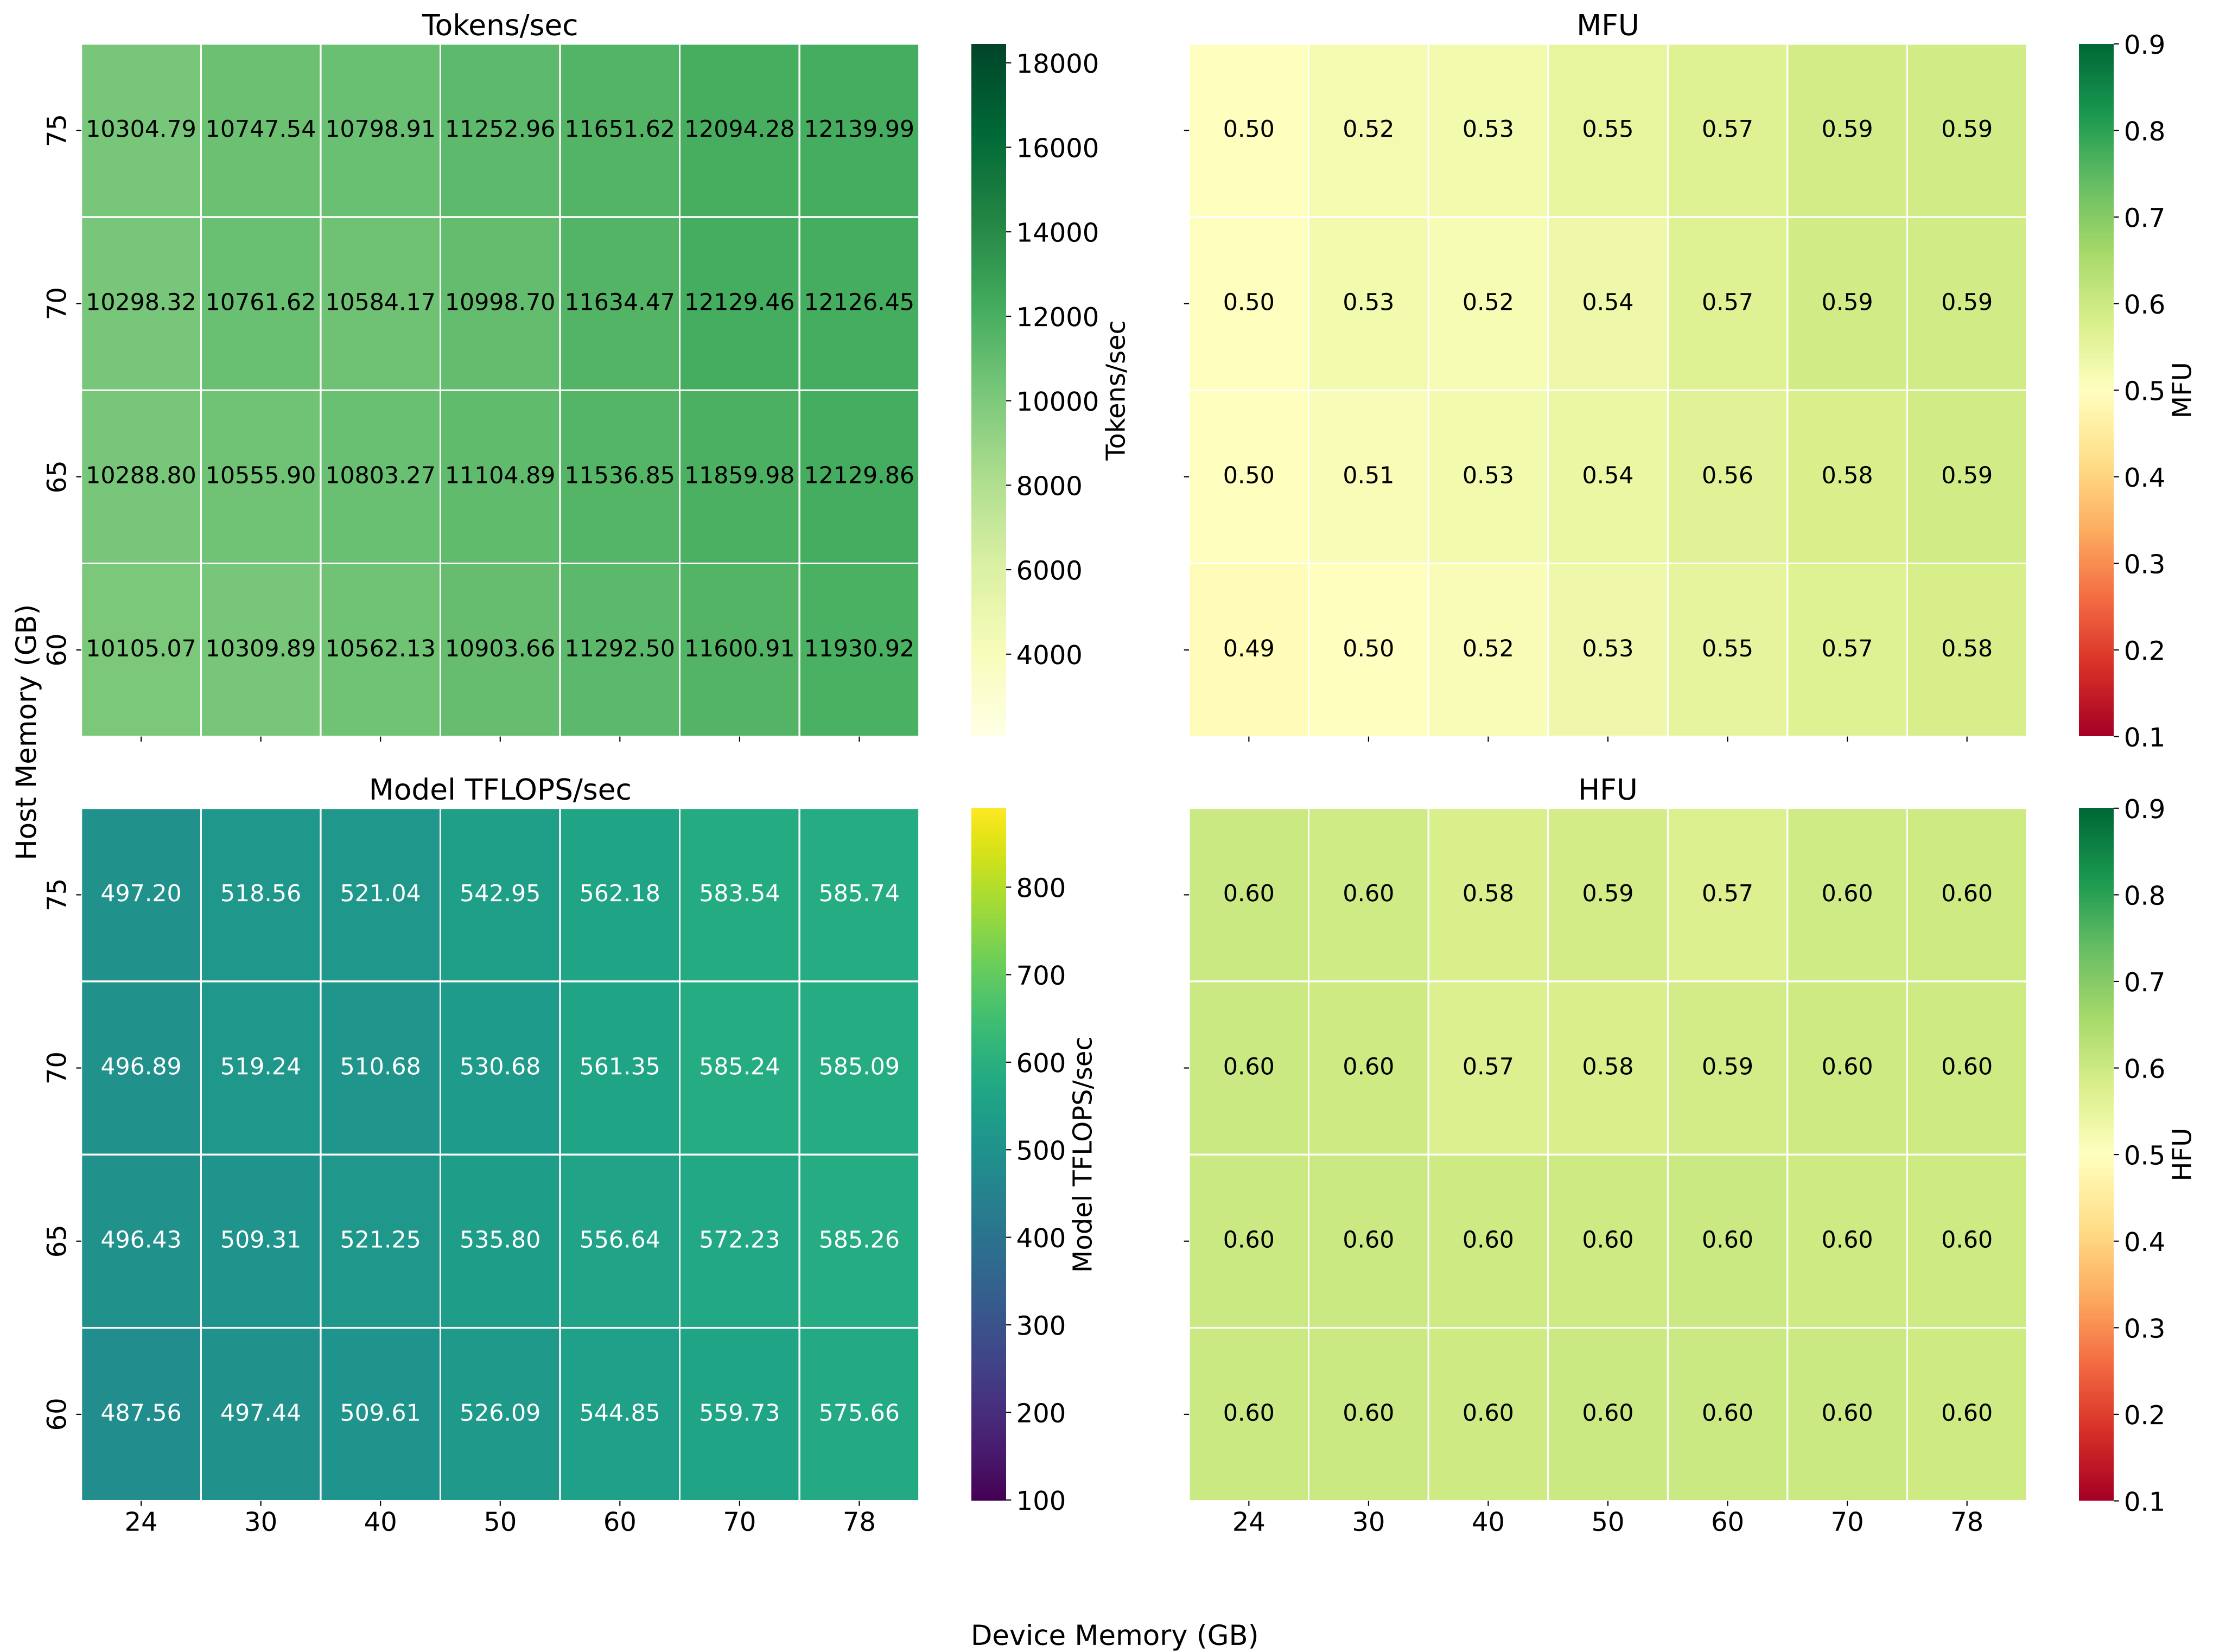 Tokens/sec
75 10304.79 10747.54 10798.91 11252.96 11651.62 12094.28 12139.99
70 10298.32 10761.62 10584.17 10998.70 11634.47 12129.46 12126.45
65 10288.80 10555.90 10803.27 11104.89 11536.85 11859.98 12129.86
60 10105.07 10309.89 10562.13 10903.66 11292.50 11600.91 11930.92
18000
16000
14000
12000
10000
8000
6000
4000
Tokens/sec
MFU
0.50 0.52 0.53 0.55 0.57 0.59 0.59
0.50 0.53 0.52 0.54 0.57 0.59 0.59
0.50 0.51 0.53 0.54 0.56 0.58 0.59
0.49 0.50 0.52 0.53 0.55 0.57 0.58
0.9
0.8
0.7
0.6
0.5
0.4
0.3
0.2
0.1
MFU
Host Memory (GB)
Model TFLOPS/sec
75 497.20 518.56 521.04 542.95 562.18 583.54 585.74
70 496.89 519.24 510.68 530.68 561.35 585.24 585.09
65 496.43 509.31 521.25 535.80 556.64 572.23 585.26
60 487.56 497.44 509.61 526.09 544.85 559.73 575.66
24 30 40 50 60 70 78
800
700
600
500
400
300
200
100
Model TFLOPS/sec
HFU
0.60 0.60 0.58 0.59 0.57 0.60 0.60
0.60 0.60 0.57 0.58 0.59 0.60 0.60
0.60 0.60 0.60 0.60 0.60 0.60 0.60
0.60 0.60 0.60 0.60 0.60 0.60 0.60
24 30 40 50 60 70 78
0.9
0.8
0.7
0.6
0.5
0.4
0.3
0.2
0.1
HFU
Device Memory (GB)